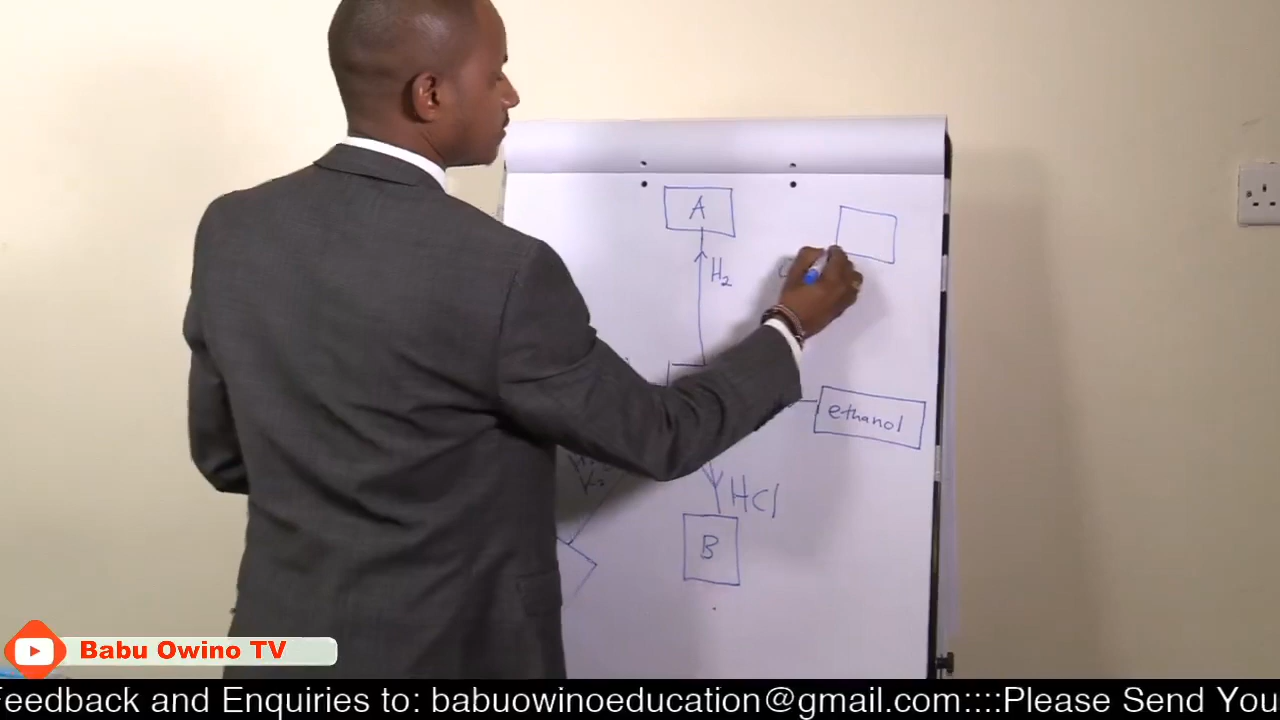 A
H₂
ethanol
HCl
B
Babu Owino TV
Feedback and Enquiries to: babuowinoeducation@gmail.com::::Please Send You